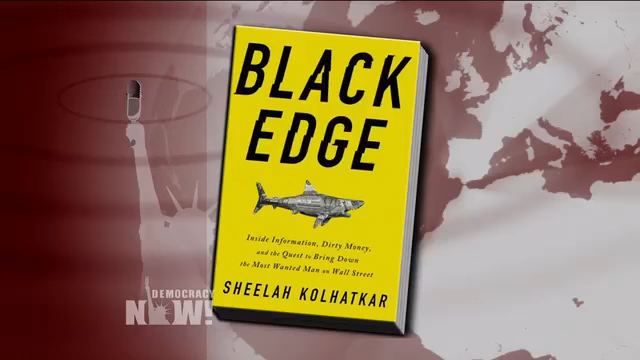 BLACK
EDGE
Inside Information, Dirty Money,
and the Quest to Bring Down
the Most Wanted Man on Wall Street
SHEELAH KOLHATKAR
DEMOCRACY
NOW!